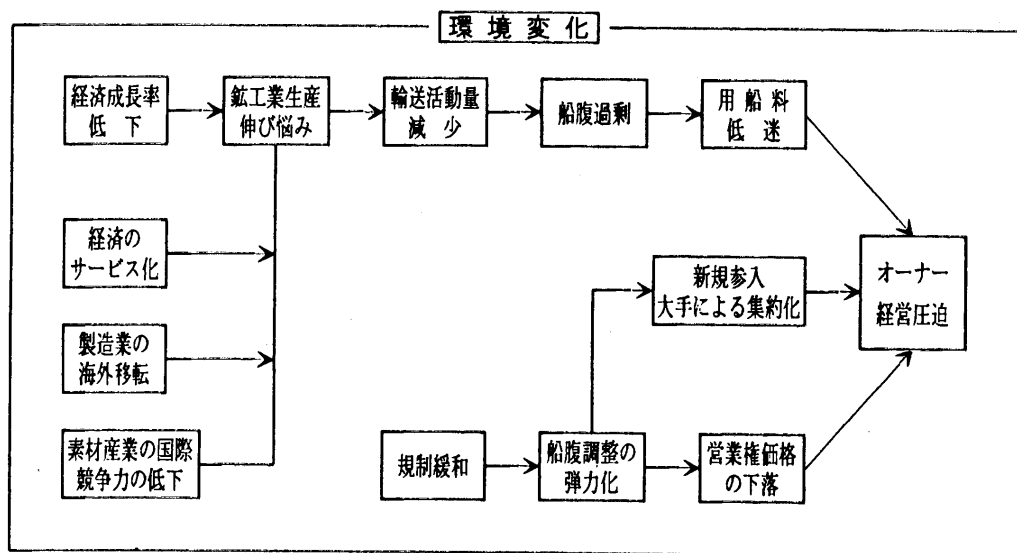 環境変化
経済成長率
低下
鉱工業生産
伸び悩み
輸送活動量
減少
船腹過剰
用船料
低迷
経済の
サービス化
製造業の
海外移転
素材産業の国際
競争力の低下
新規参入
大手による集約化
オーナー
経営圧迫
規制緩和
船腹調整の
弾力化
営業権価格
の下落